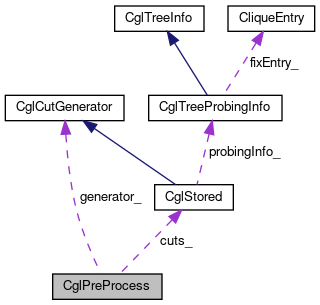 CglTreeInfo
CliqueEntry
fixEntry_
CglCutGenerator
CglTreeProbingInfo
probingInfo_
generator_
CglStored
cuts_
CglPreProcess